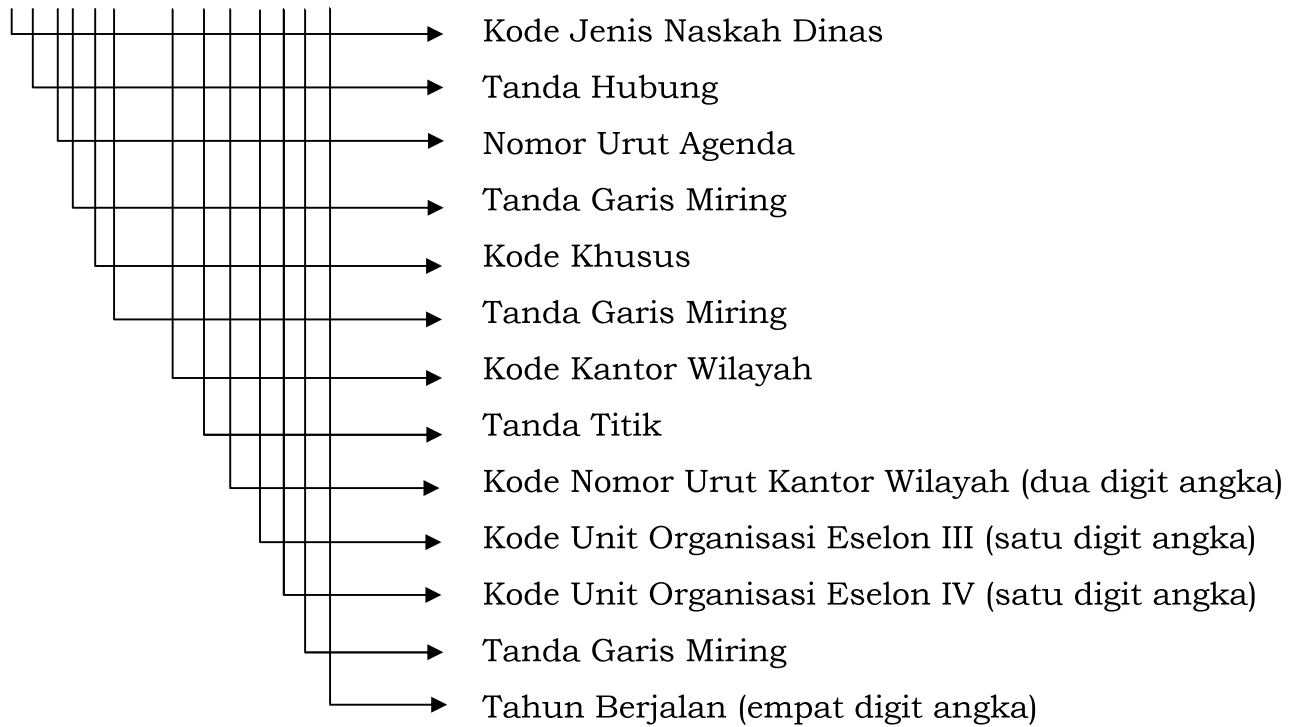 Kode Jenis Naskah Dinas
Tanda Hubung
Nomor Urut Agenda
Tanda Garis Miring
Kode Khusus
Tanda Garis Miring
Kode Kantor Wilayah
Tanda Titik
Kode Nomor Urut Kantor Wilayah (dua digit angka)
Kode Unit Organisasi Eselon III (satu digit angka)
Kode Unit Organisasi Eselon IV (satu digit angka)
Tanda Garis Miring
Tahun Berjalan (empat digit angka)